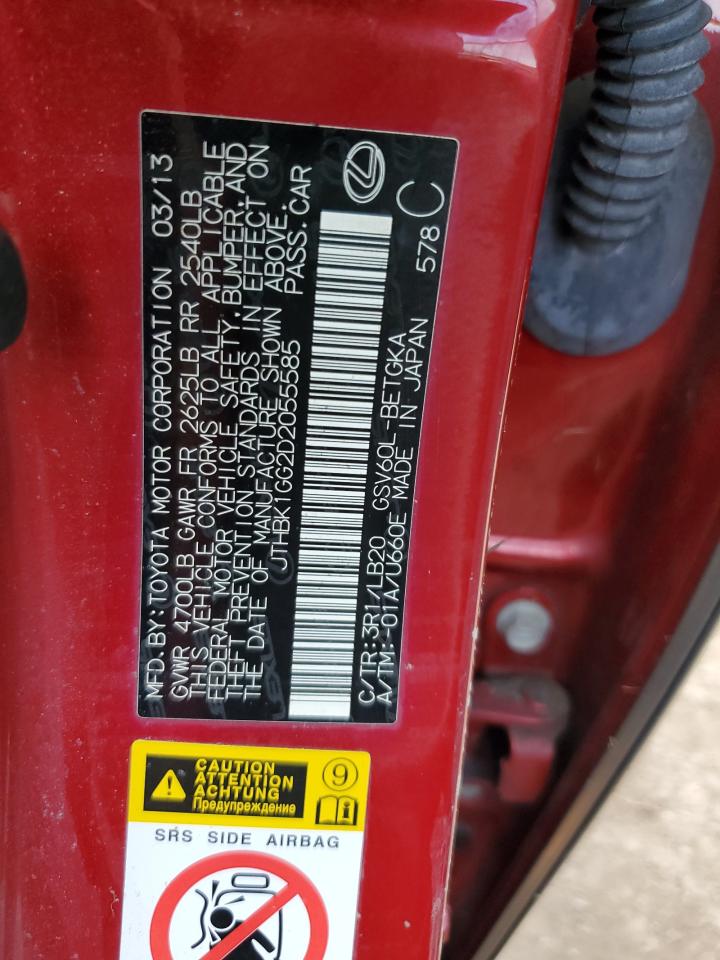 MFD.BY:TOYOTA MOTOR CORPORATION 03/13
GVWR 4700LB GAWR FR 2625LB RR 2540LB
THIS VEHICLE CONFORMS TO ALL APPLICABLE
FEDERAL MOTOR VEHICLE SAFETY,BUMPER,AND
THEFT PREVENTION STANDARDS IN EFFECT ON
THE DATE OF MANUFACTURE SHOWN ABOVE.
JTHBK1GG2D2055585 PASS.CAR
C/TR:3R1/LB20 GSV60L-BETGKA
A/TM:-01A/U660E MADE IN JAPAN 578 C
CAUTION
ATTENTION
ACHTUNG
Предупреждение
9
i
SRS SIDE AIRBAG